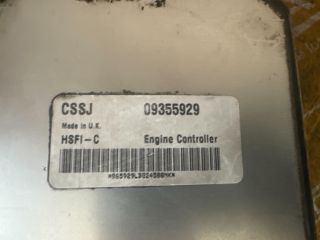 CSSJ 09355929
Made in U.K.
HSFI-C Engine Controller